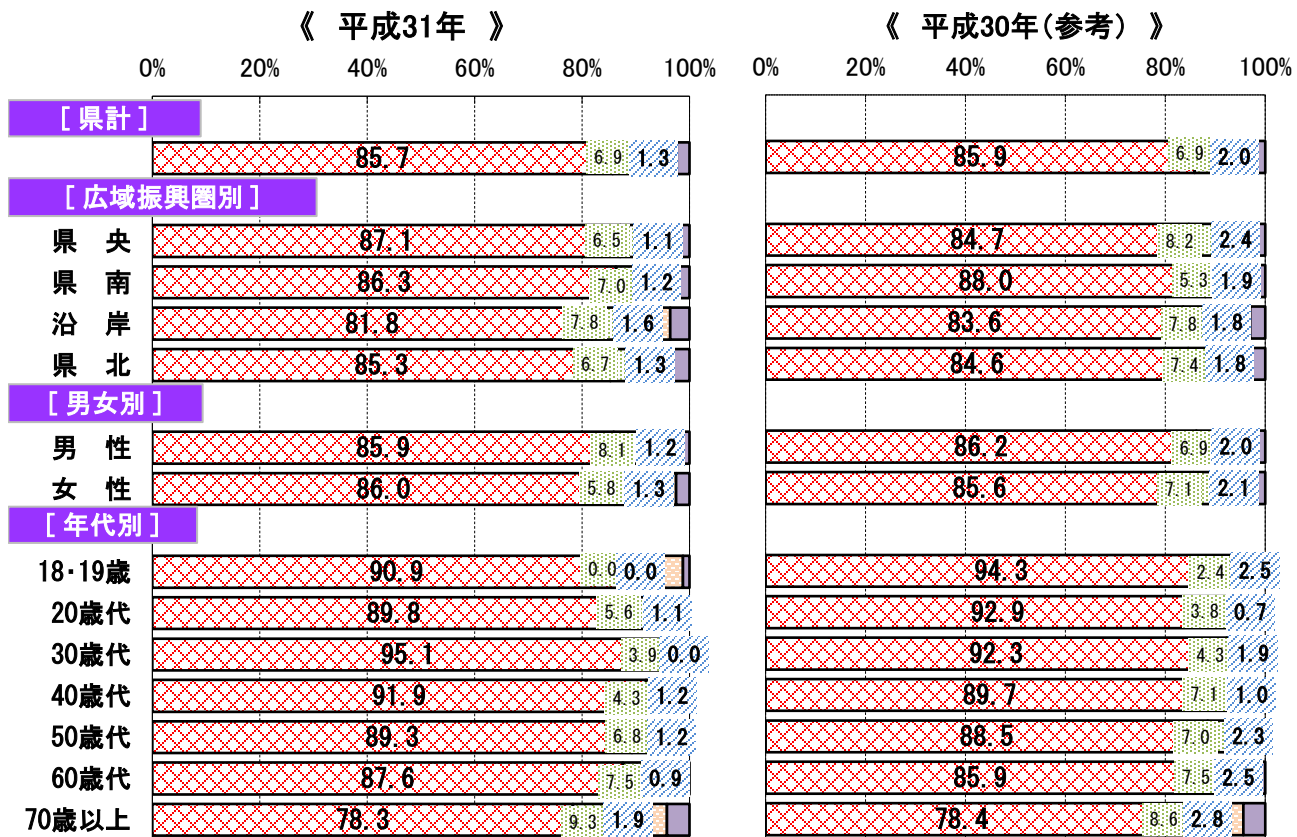 《 平成31年 》 《 平成30年(参考) 》
0% 20% 40% 60% 80% 100% 0% 20% 40% 60% 80% 100%
[ 県計 ]
85.7 6.9 1.3 85.9 6.9 2.0
[ 広域振興圏別 ]
県 央 87.1 6.5 1.1 84.7 8.2 2.4
県 南 86.3 7.0 1.2 88.0 5.3 1.9
沿 岸 81.8 7.8 1.6 83.6 7.8 1.8
県 北 85.3 6.7 1.3 84.6 7.4 1.8
[ 男女別 ]
男 性 85.9 8.1 1.2 86.2 6.9 2.0
女 性 86.0 5.8 1.3 85.6 7.1 2.1
[ 年代別 ]
18・19歳 90.9 0.0 0.0 94.3 2.4 2.5
20歳代 89.8 5.6 1.1 92.9 3.8 0.7
30歳代 95.1 3.9 0.0 92.3 4.3 1.9
40歳代 91.9 4.3 1.2 89.7 7.1 1.0
50歳代 89.3 6.8 1.2 88.5 7.0 2.3
60歳代 87.6 7.5 0.9 85.9 7.5 2.5
70歳以上 78.3 9.3 1.9 78.4 8.6 2.8